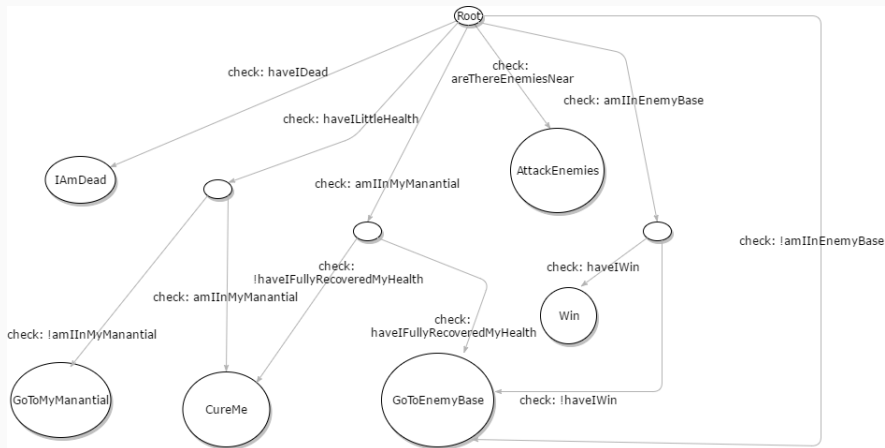 Root
check: haveIDead
check:
areThereEnemiesNear
check: amIInEnemyBase
check: haveILittleHealth
IAmDead
AttackEnemies
check: amIInMyManantial
check: !amIInEnemyBase
check:
!haveIFullyRecoveredMyHealth
check: haveIWin
check: amIInMyManantial
Win
check: !amIInMyManantial
check:
haveIFullyRecoveredMyHealth
GoToMyManantial
CureMe
GoToEnemyBase
check: !haveIWin